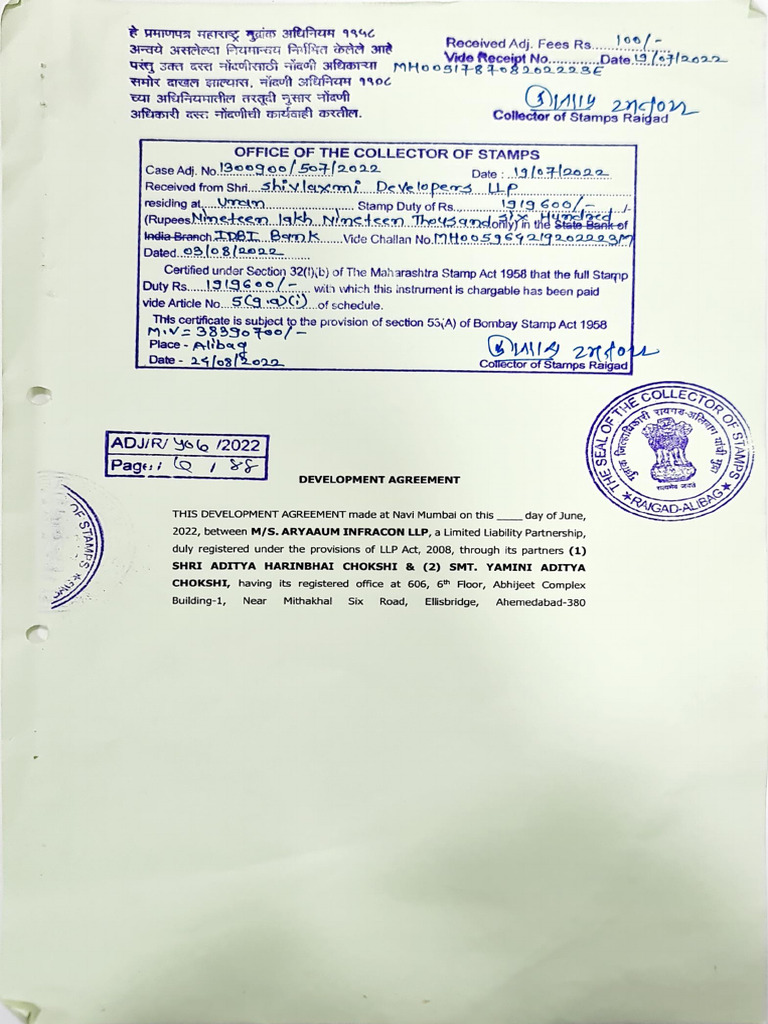 हे प्रमाणपत्र महाराष्ट्र मुद्रांक अधिनियम १९५८
अन्वये असलेल्या नियमान्वय निर्गमित केलेले आहे
परंतु उक्त दस्त नोंदणीसाठी नोंदणी अधिकाऱ्या
समोर दाखल झाल्यास, नोंदणी अधिनियम १९०८
च्या अधिनियमातील तरतूदी नुसार नोंदणी
अधिकारी दस्त नोंदणीची कार्यवाही करतील.
Received Adj. Fees Rs. 100/-
Vide Receipt No. Date 19/07/2022
MH005178708202223E
Collector of Stamps Raigad
OFFICE OF THE COLLECTOR OF STAMPS
Case Adj. No. 1300900/507/2022 Date : 19/07/2022
Received from Shri. Shivlaxmi Developers LLP
residing at Uran Stamp Duty of Rs. 1919600/- /-
(Rupees Nineteen lakh Nineteen Thousand Six Hundred only) in the State Bank of
India Branch IDBI Bank Vide Challan No. MH005964219202223M
Dated 03/08/2022
Certified under Section 32(1)(b) of The Maharashtra Stamp Act 1958 that the full Stamp
Duty Rs. 1919600/- with which this instrument is chargable has been paid
vide Article No. 5(g.a)(i) of schedule.
This certificate is subject to the provision of section 53(A) of Bombay Stamp Act 1958
M.V = 38390700/-
Place - Alibag
Date - 24/08/2022
Collector of Stamps Raigad
THE SEAL OF THE COLLECTOR OF STAMPS
सत्यमेव जयते
★ RAIGAD-ALIBAG ★
ADJ/R/ 406 /2022
Page: / 44
OF STAMPS
DEVELOPMENT AGREEMENT
THIS DEVELOPMENT AGREEMENT made at Navi Mumbai on this ____ day of June,
2022, between M/S. ARYAAUM INFRACON LLP, a Limited Liability Partnership,
duly registered under the provisions of LLP Act, 2008, through its partners (1)
SHRI ADITYA HARINBHAI CHOKSHI & (2) SMT. YAMINI ADITYA
CHOKSHI, having its registered office at 606, 6th Floor, Abhijeet Complex
Building-1, Near Mithakhal Six Road, Ellisbridge, Ahemedabad-380